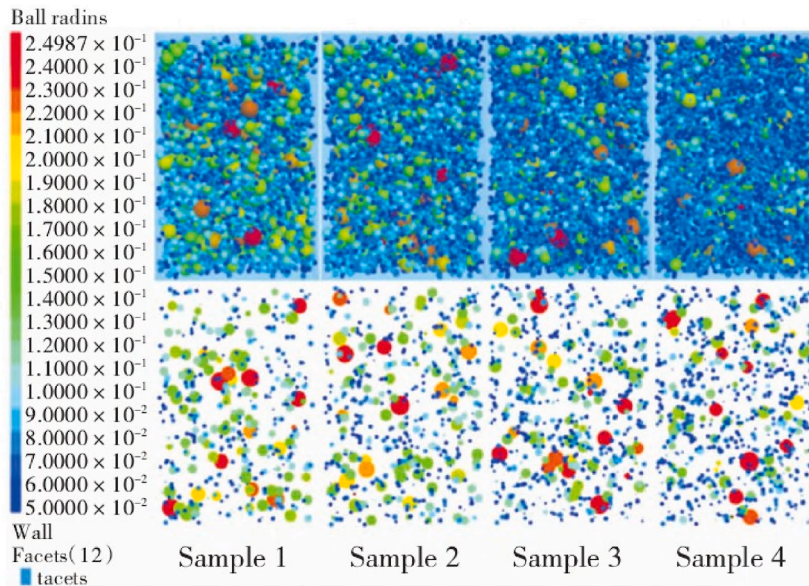 Ball radins
2.4987 × 10⁻¹
2.4000 × 10⁻¹
2.3000 × 10⁻¹
2.1000 × 10⁻¹
2.0000 × 10⁻¹
1.9000 × 10⁻¹
1.8000 × 10⁻¹
1.7000 × 10⁻¹
1.6000 × 10⁻¹
1.5000 × 10⁻¹
1.4000 × 10⁻¹
1.3000 × 10⁻¹
1.2000 × 10⁻¹
1.1000 × 10⁻¹
1.0000 × 10⁻¹
9.0000 × 10⁻²
8.0000 × 10⁻²
7.0000 × 10⁻²
6.0000 × 10⁻²
5.0000 × 10⁻²
Wall
Facets(12)
tacets
Sample 1 Sample 2 Sample 3 Sample 4